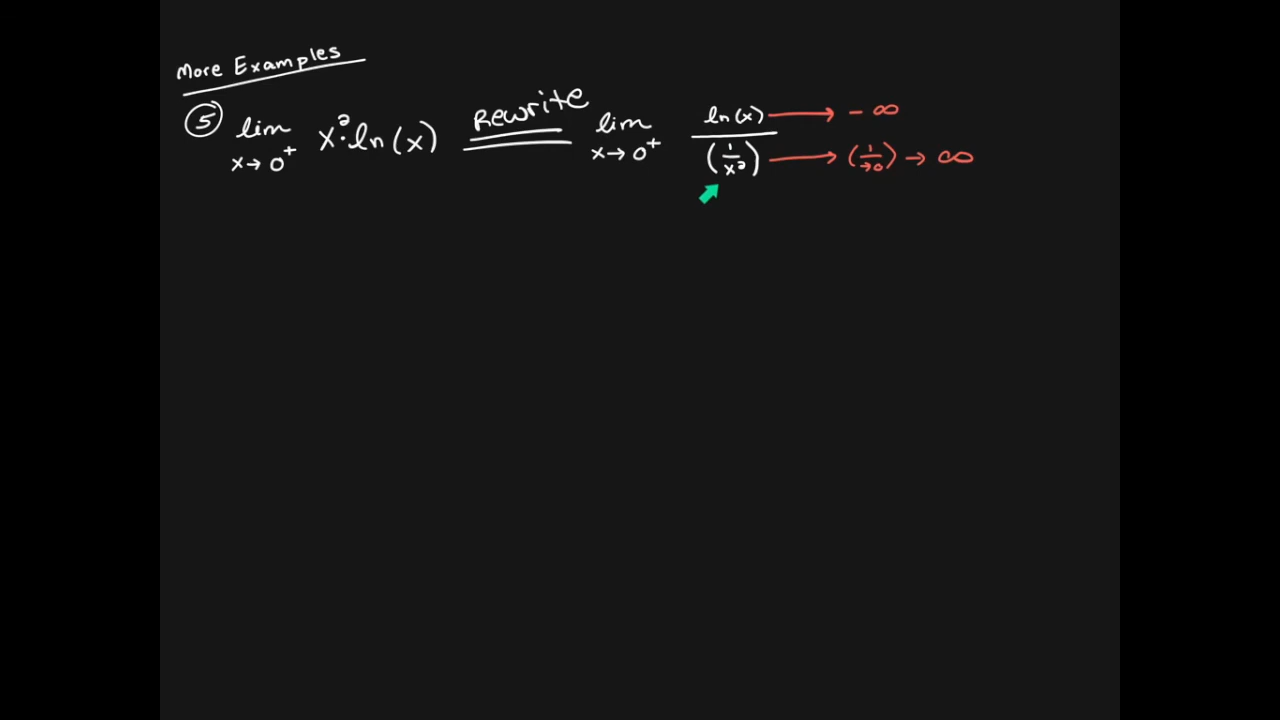 More Examples
⑤ lim x→0⁺ x²·ln(x) Rewrite = lim x→0⁺ ln(x)/(1/x²)
ln(x) → -∞
(1/x²) → (1/→0) → ∞